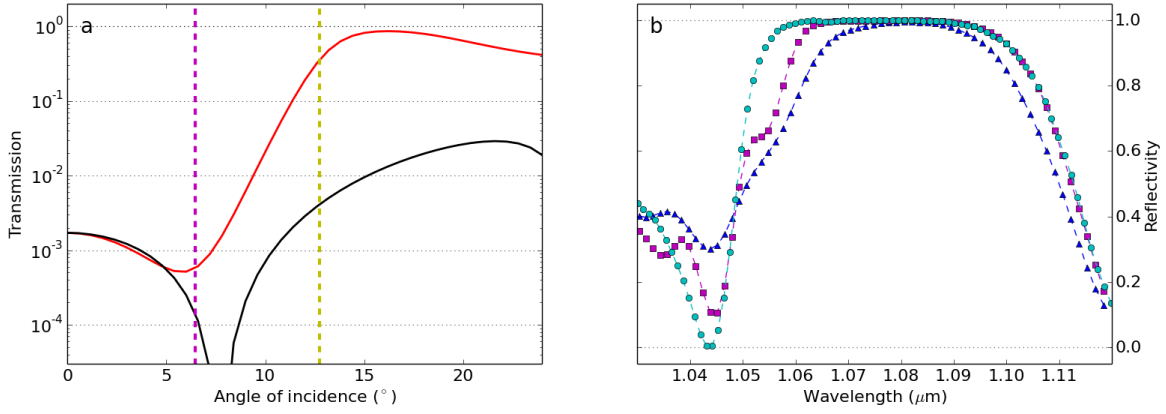 a
10⁰
10⁻¹
10⁻²
10⁻³
10⁻⁴
Transmission
0 5 10 15 20
Angle of incidence (°)
b
1.0
0.8
0.6
0.4
0.2
0.0
Reflectivity
1.04 1.05 1.06 1.07 1.08 1.09 1.10 1.11
Wavelength (μm)